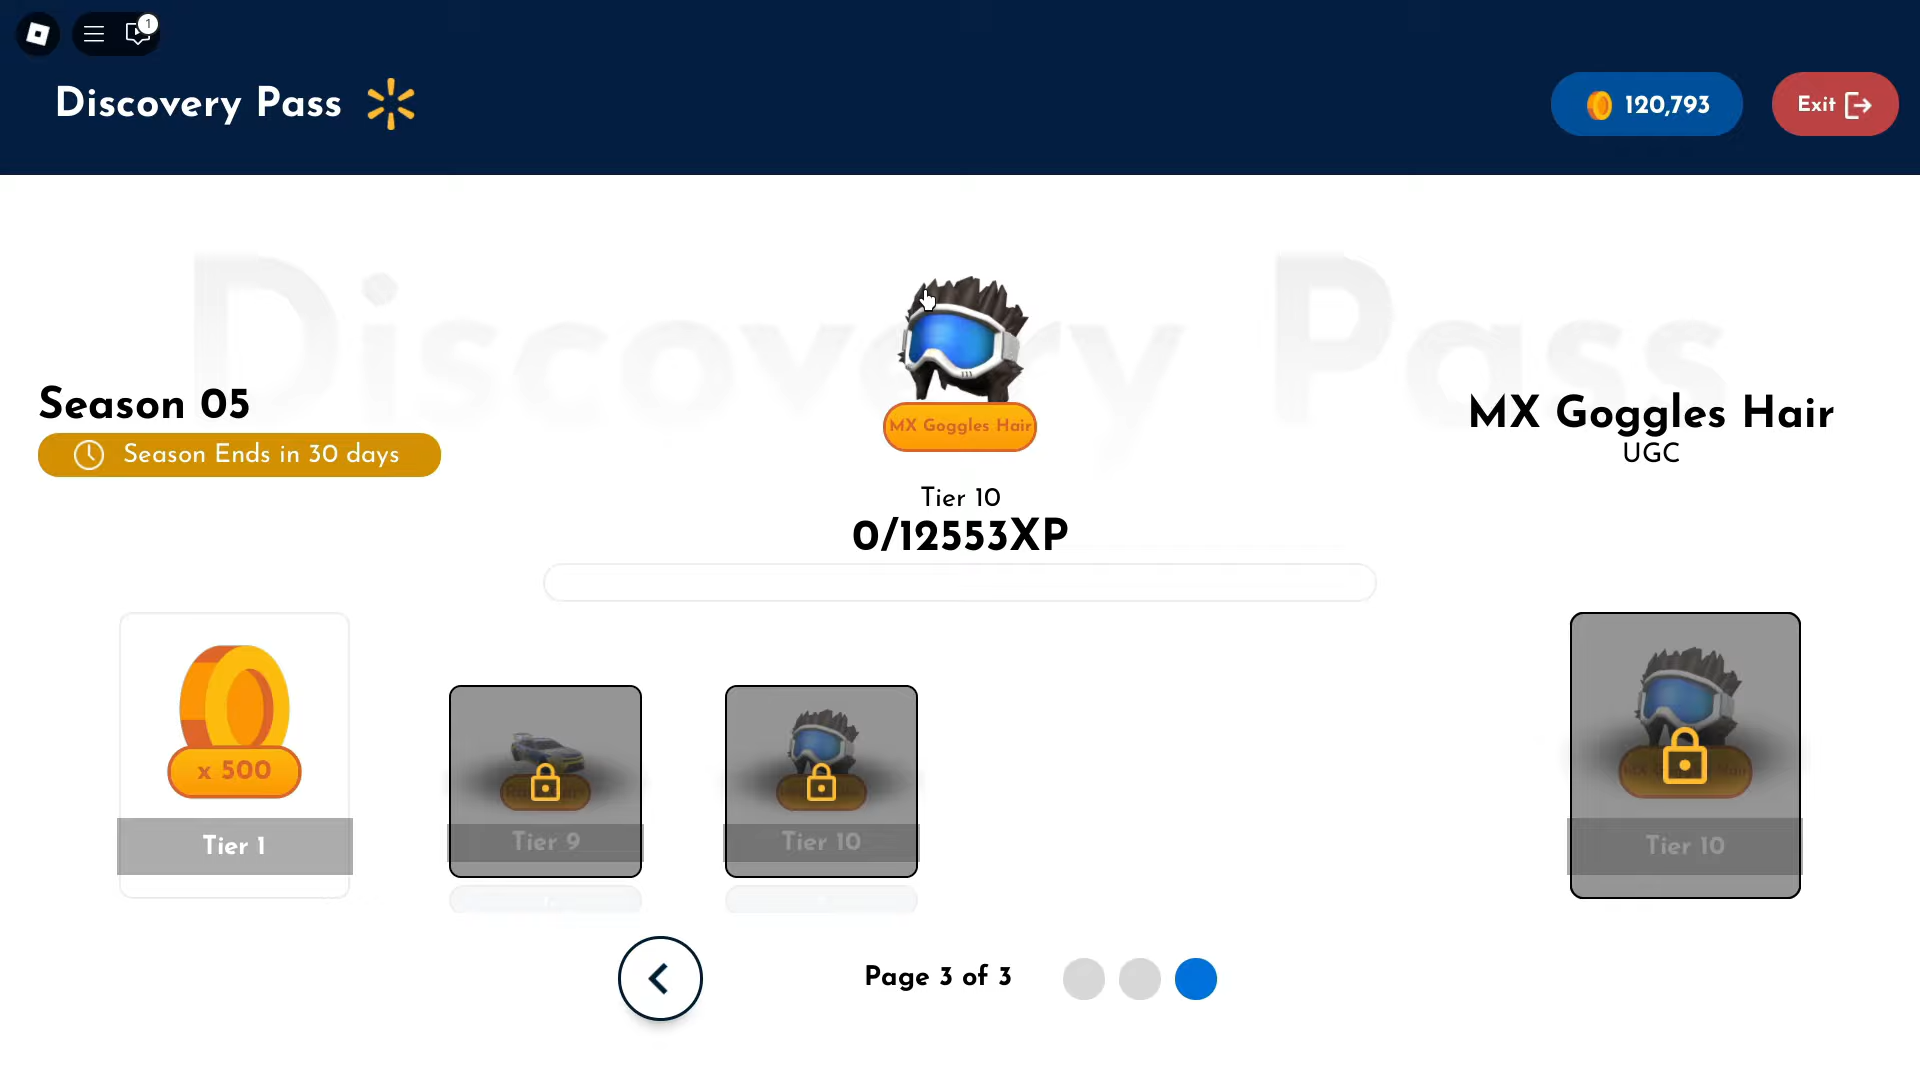 1
Discovery Pass
120,793
Exit
Discovery Pass
Season 05
Season Ends in 30 days
MX Goggles Hair
MX Goggles Hair
UGC
Tier 10
0/12553XP
x 500
Tier 1
Tier 9
Tier 10
Tier 10
Page 3 of 3